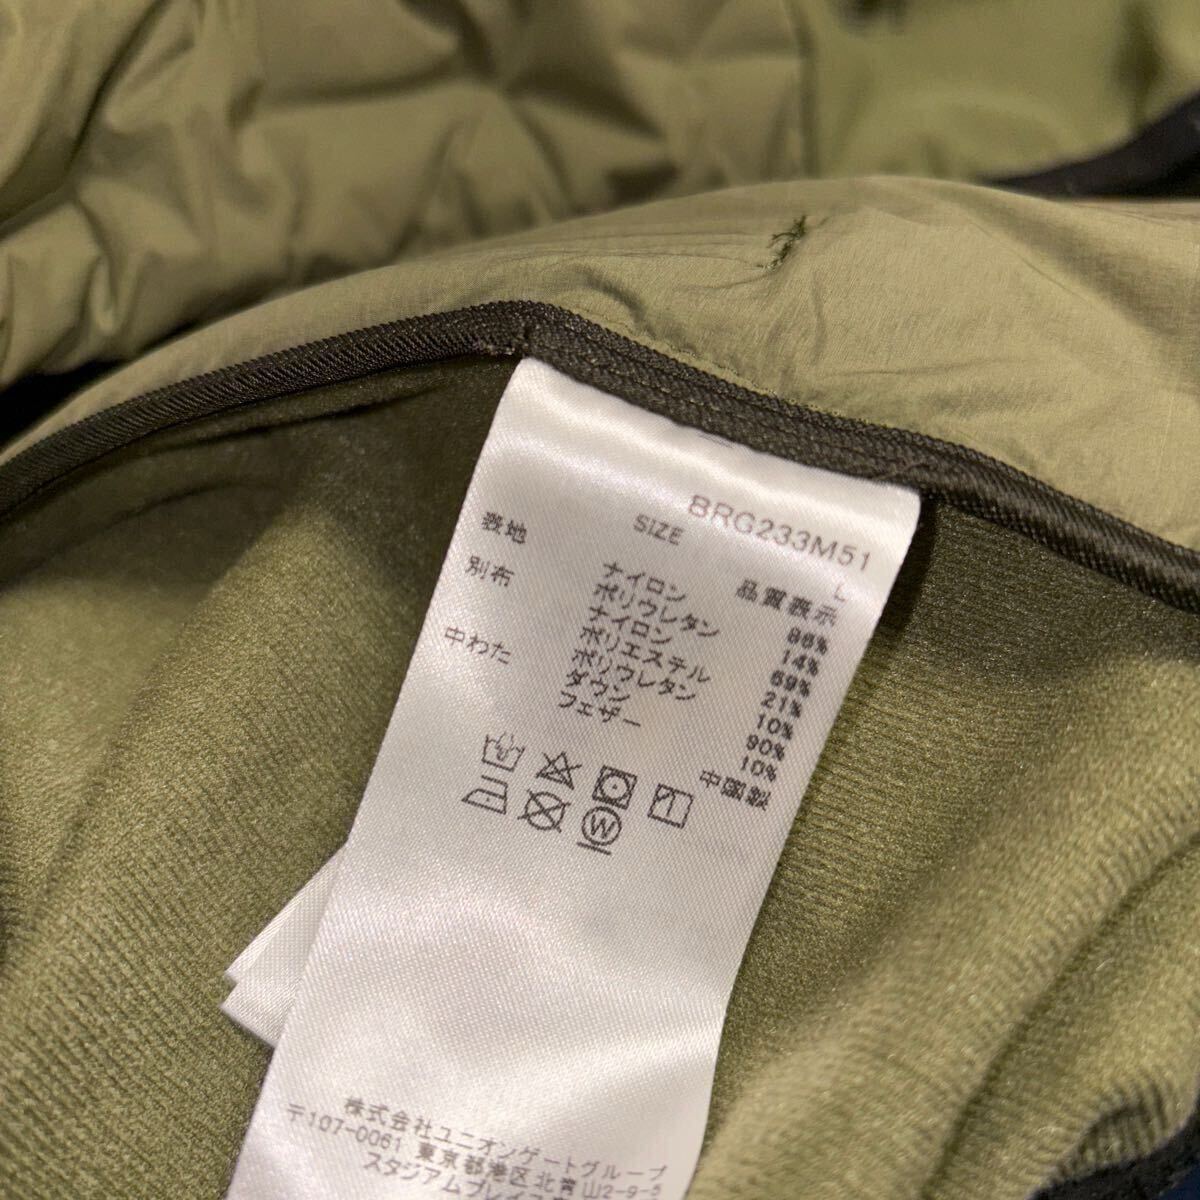 BRG233M51
SIZE L
品質表示
表地 ナイロン 86%
ポリウレタン 14%
別布 ナイロン 69%
ポリエステル 21%
ポリウレタン 10%
中わた ダウン 90%
フェザー 10%
中国製
W
株式会社ユニオンゲートグループ
〒107-0061 東京都港区北青山2-9-5
スタジアムプレイス